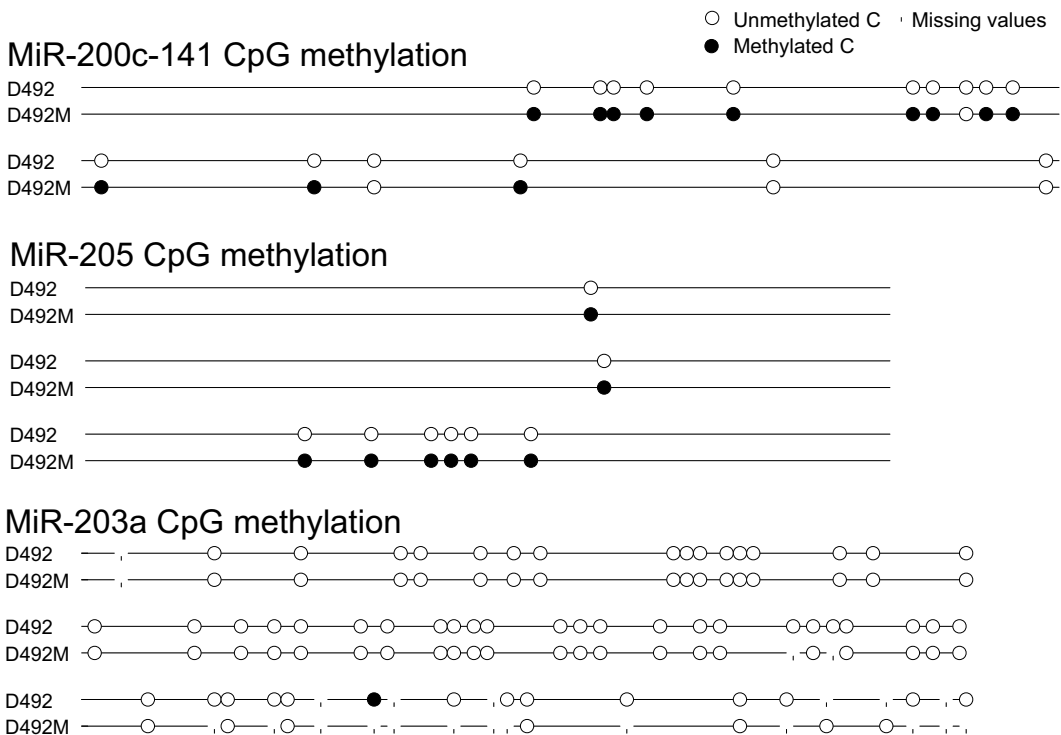 Unmethylated C
Missing values
Methylated C
MiR-200c-141 CpG methylation
D492
D492M
D492
D492M
MiR-205 CpG methylation
D492
D492M
D492
D492M
D492
D492M
MiR-203a CpG methylation
D492
D492M
D492
D492M
D492
D492M